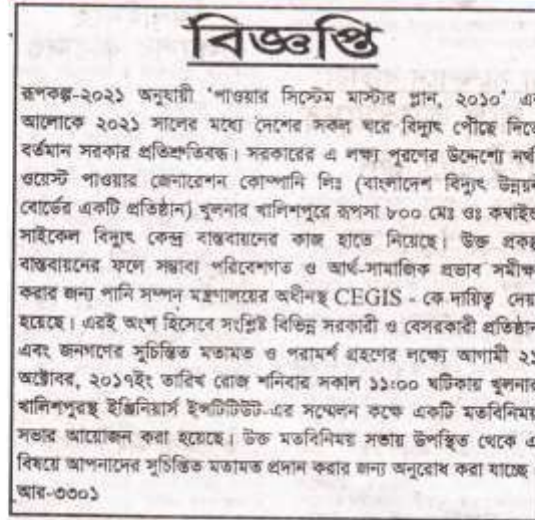 বিজ্ঞপ্তি
রূপকল্প-২০২১ অনুযায়ী ‘পাওয়ার সিস্টেম মাস্টার প্লান, ২০১০’ এর
আলোকে ২০২১ সালের মধ্যে দেশের সকল ঘরে বিদ্যুৎ পৌঁছে দিতে
বর্তমান সরকার প্রতিশ্রুতিবদ্ধ। সরকারের এ লক্ষ্য পুরণের উদ্দেশ্যে নর্থ
ওয়েস্ট পাওয়ার জেনারেশন কোম্পানি লিঃ (বাংলাদেশ বিদ্যুৎ উন্নয়ন
বোর্ডের একটি প্রতিষ্ঠান) খুলনার খালিশপুরে রূপসা ৮০০ মেঃ ওঃ কম্বাইন্ড
সাইকেল বিদ্যুৎ কেন্দ্র বাস্তবায়নের কাজ হাতে নিয়েছে। উক্ত প্রকল্প
বাস্তবায়নের ফলে সম্ভাব্য পরিবেশগত ও আর্থ-সামাজিক প্রভাব সমীক্ষা
করার জন্য পানি সম্পদ মন্ত্রণালয়ের অধীনস্থ CEGIS - কে দায়িত্ব দেয়া
হয়েছে। এরই অংশ হিসেবে সংশ্লিষ্ট বিভিন্ন সরকারী ও বেসরকারী প্রতিষ্ঠান
এবং জনগণের সুচিন্তিত মতামত ও পরামর্শ গ্রহণের লক্ষ্যে আগামী ২১
অক্টোবর, ২০১৭ইং তারিখ রোজ শনিবার সকাল ১১:০০ ঘটিকায় খুলনার
খালিশপুরস্থ ইঞ্জিনিয়ার্স ইন্সটিটিউট-এর সম্মেলন কক্ষে একটি মতবিনিময়
সভার আয়োজন করা হয়েছে। উক্ত মতবিনিময় সভায় উপস্থিত থেকে এ
বিষয়ে আপনাদের সুচিন্তিত মতামত প্রদান করার জন্য অনুরোধ করা যাচ্ছে।
আর-৩৩০১